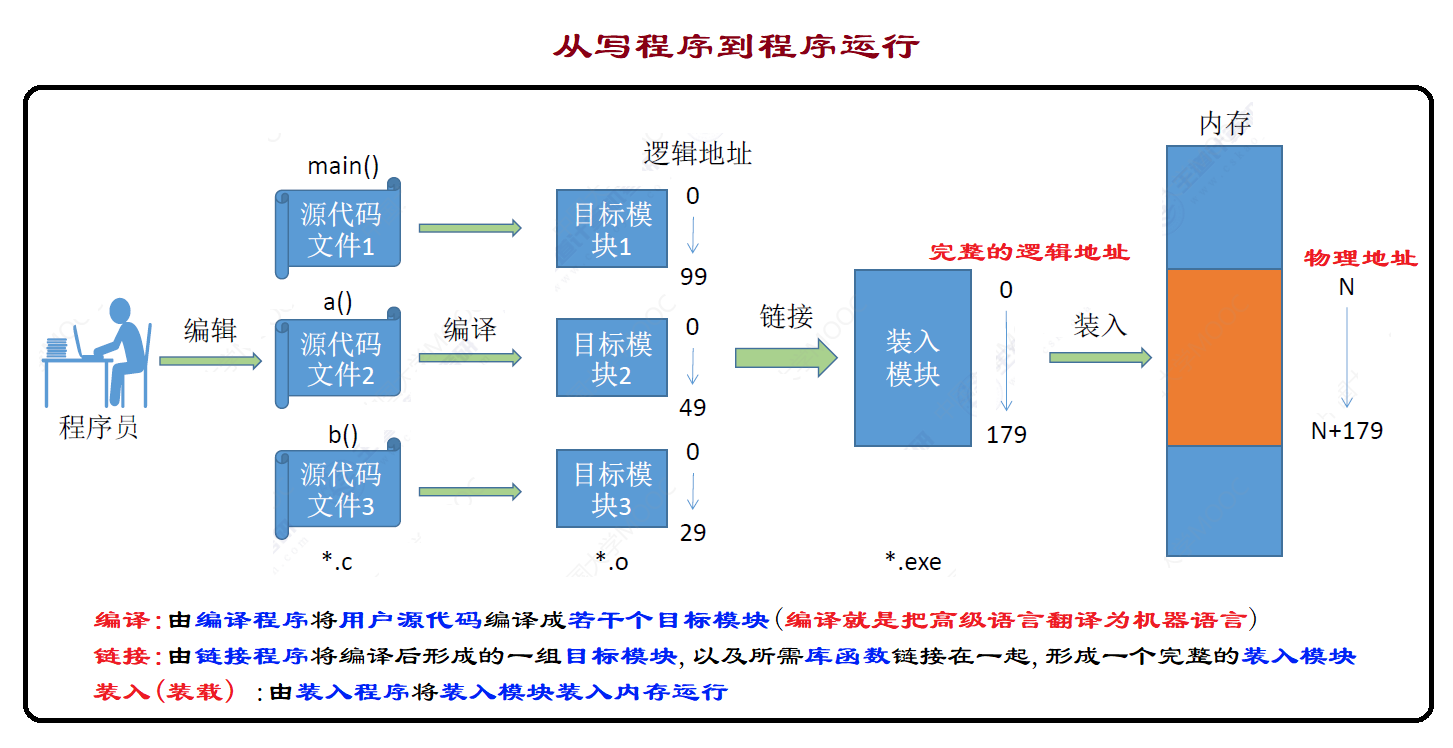 从写程序到程序运行
内存
逻辑地址
main()
源代码
文件1
目标模
块1
0
99
完整的逻辑地址
物理地址
a()
编辑
源代码
文件2
编译
目标模
块2
0
49
链接
装入
模块
0
179
装入
N
N+179
程序员
b()
源代码
文件3
目标模
块3
0
29
*.c
*.o
*.exe
编译:由编译程序将用户源代码编译成若干个目标模块(编译就是把高级语言翻译为机器语言)
链接:由链接程序将编译后形成的一组目标模块,以及所需库函数链接在一起,形成一个完整的装入模块
装入(装载) :由装入程序将装入模块装入内存运行